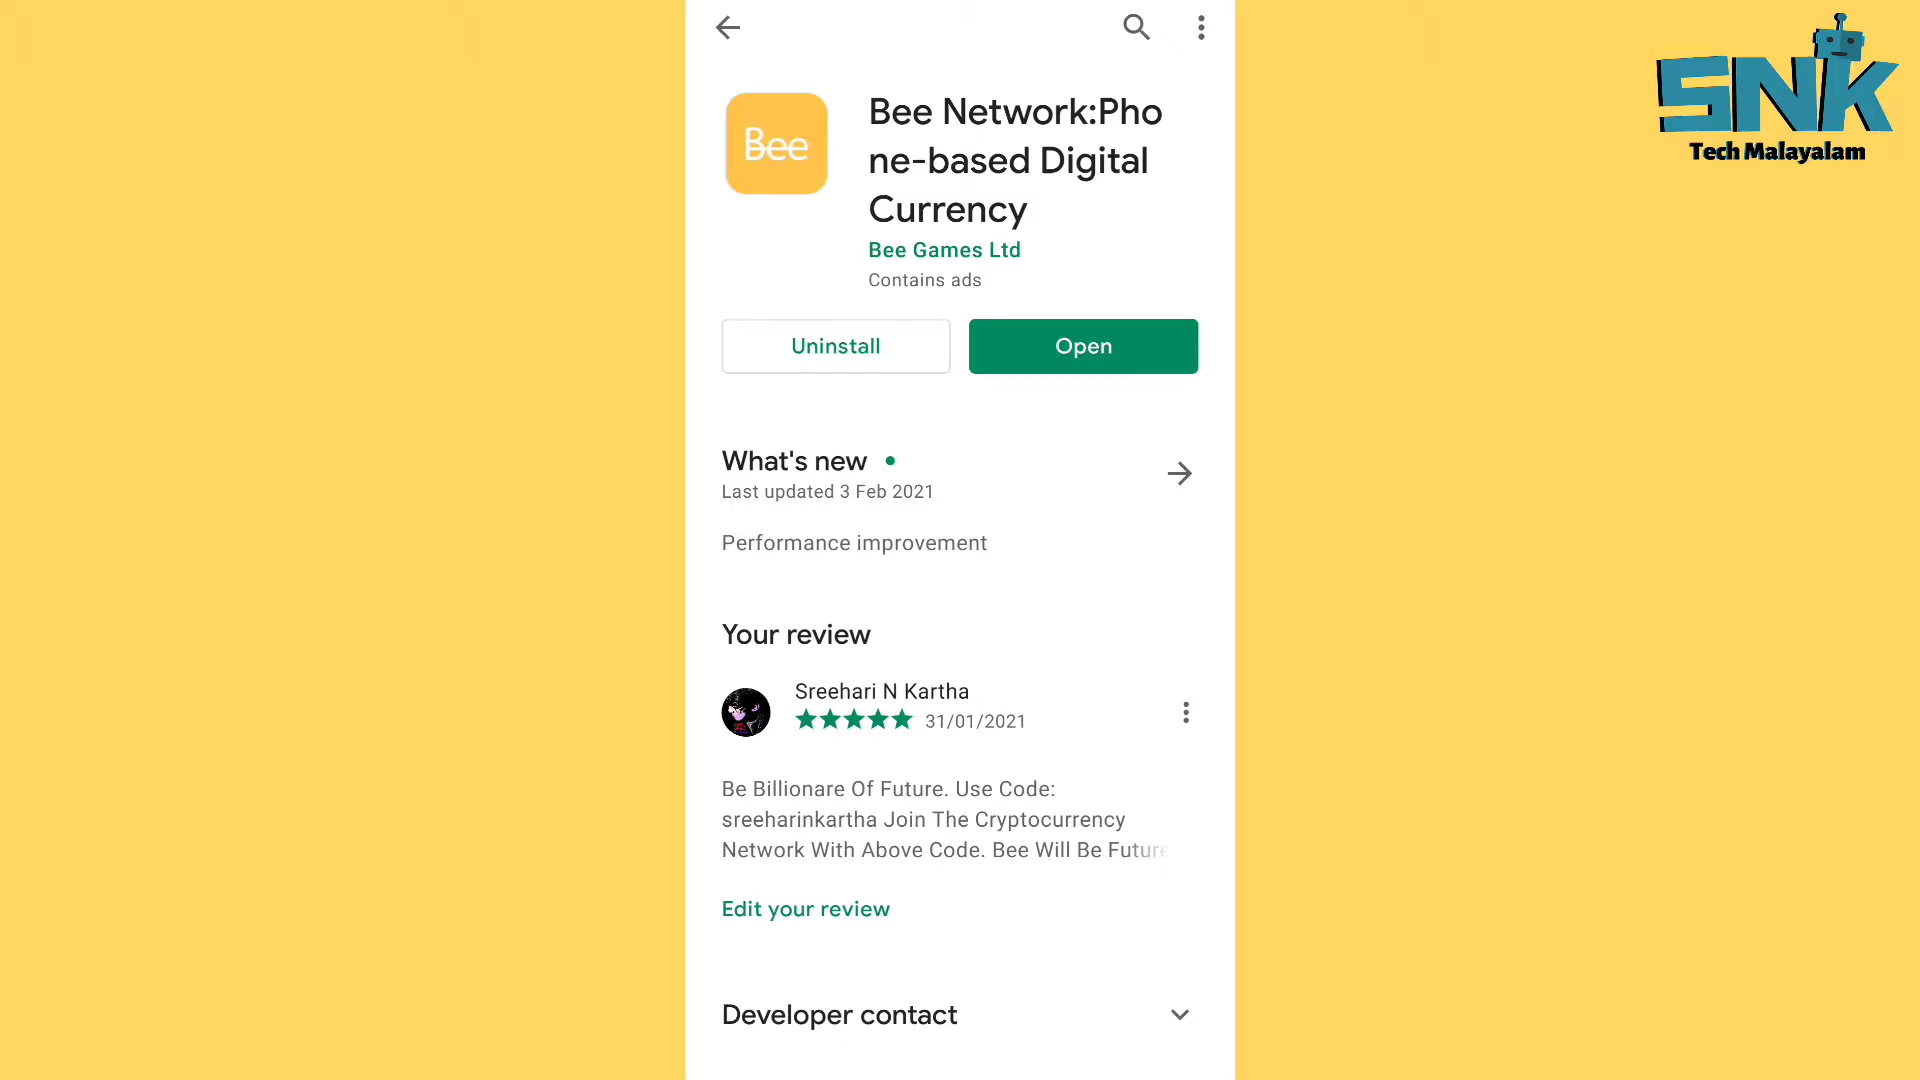 SNK
Tech Malayalam
Bee
Bee Network:Pho
ne-based Digital
Currency
Bee Games Ltd
Contains ads
Uninstall
Open
What's new
Last updated 3 Feb 2021
Performance improvement
Your review
Sreehari N Kartha
31/01/2021
Be Billionare Of Future. Use Code:
sreeharinkartha Join The Cryptocurrency
Network With Above Code. Bee Will Be Future
Edit your review
Developer contact